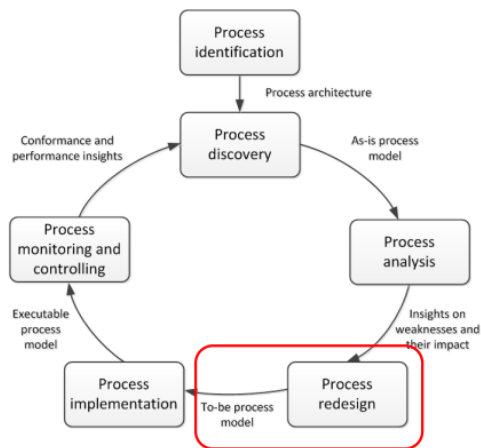 Process
identification
Process architecture
Process
discovery
Conformance and
performance insights
As-is process
model
Process
monitoring and
controlling
Process
analysis
Executable
process
model
Insights on
weaknesses and
their impact
Process
implementation
To-be process
model
Process
redesign